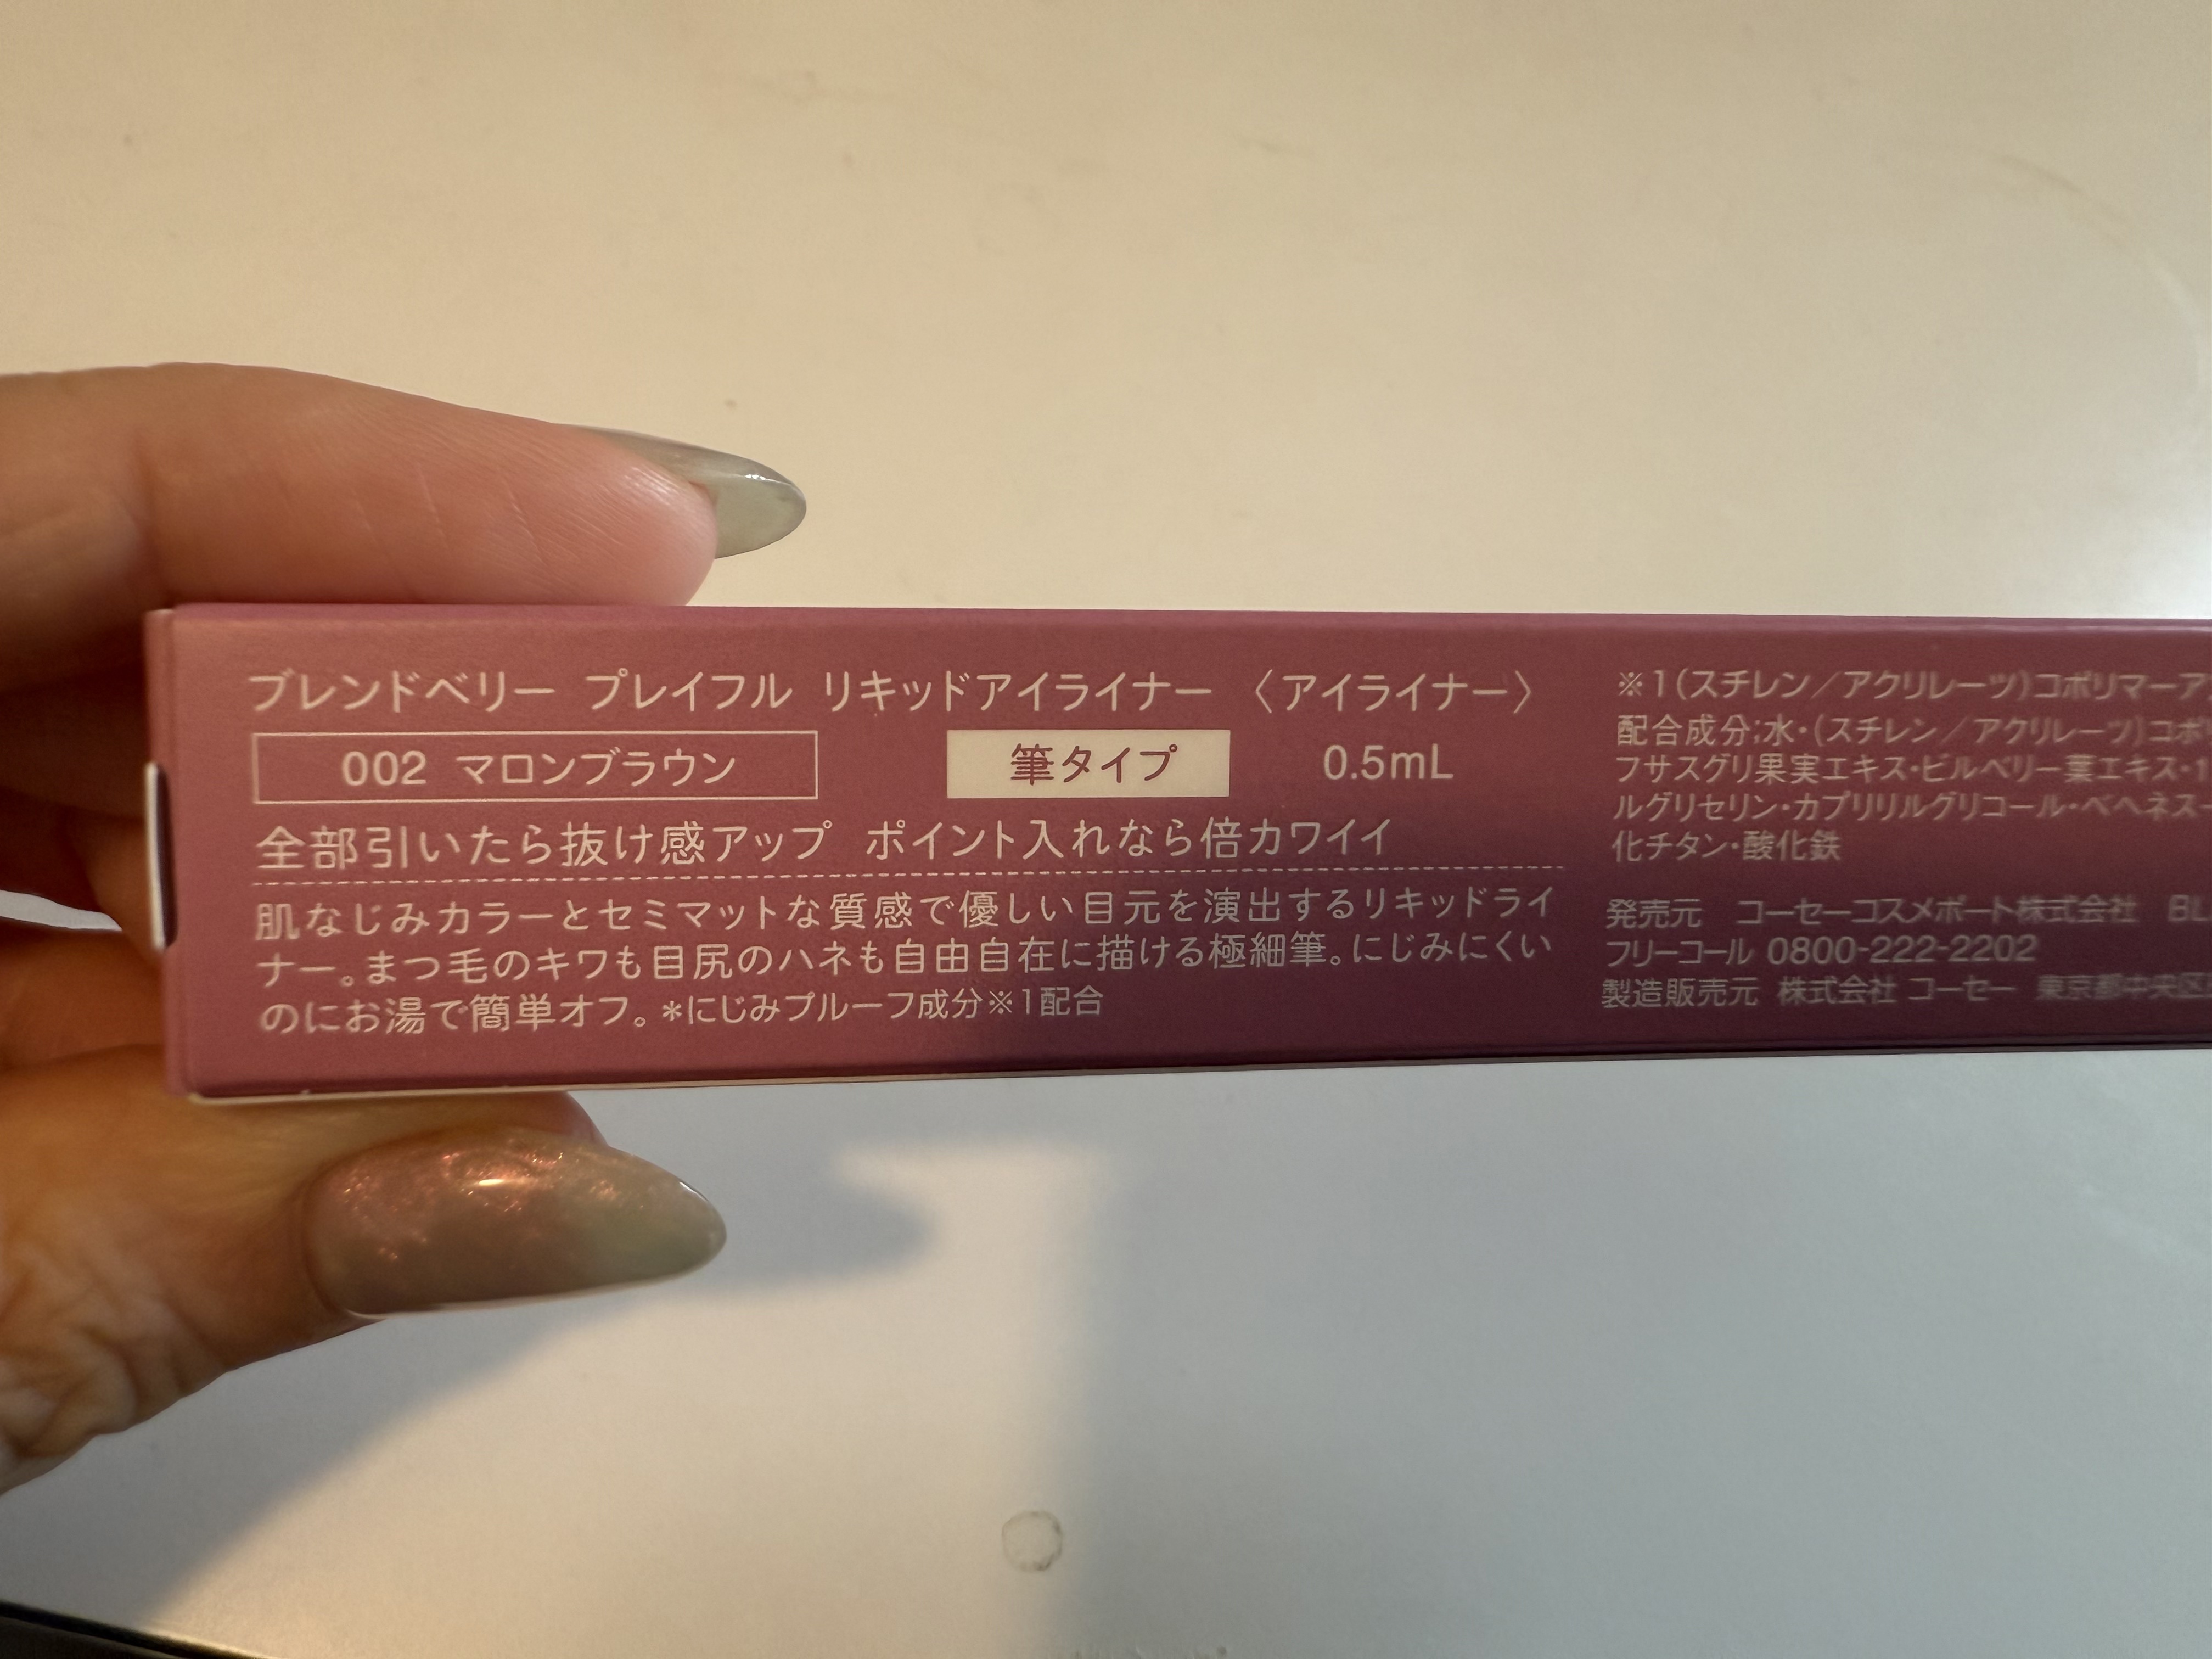 ブレンドベリー プレイフル リキッドアイライナー 〈アイライナー〉
002 マロンブラウン 筆タイプ 0.5mL
全部引いたら抜け感アップ ポイント入れなら倍カワイイ
肌なじみカラーとセミマットな質感で優しい目元を演出するリキッドライ
ナー。まつ毛のキワも目尻のハネも自由自在に描ける極細筆。にじみにくい
のにお湯で簡単オフ。*にじみプルーフ成分※1配合
※1(スチレン/アクリレーツ)コポリマーア
配合成分;水・(スチレン/アクリレーツ)コポリ
フサスグリ果実エキス・ビルベリー葉エキス・1
ルグリセリン・カプリリルグリコール・ベヘネス-
化チタン・酸化鉄
発売元 コーセーコスメポート株式会社 BL
フリーコール 0800-222-2202
製造販売元 株式会社 コーセー 東京都中央区